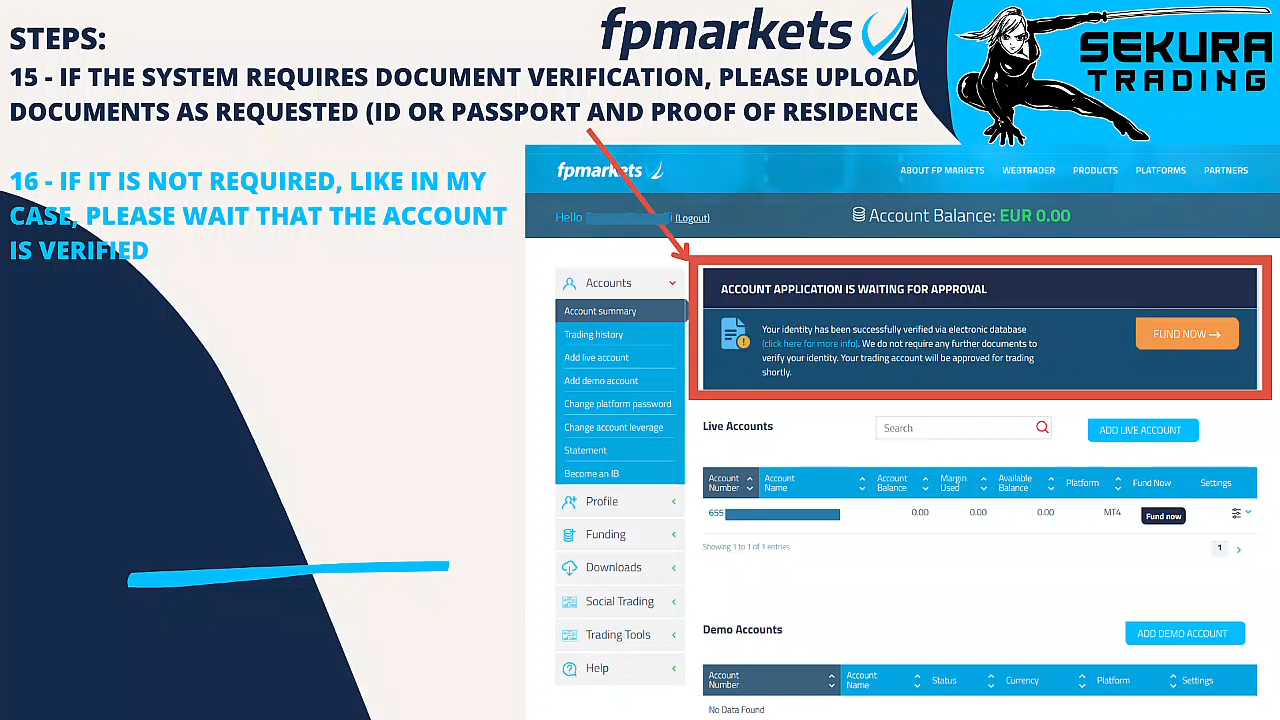 STEPS:
15 - IF THE SYSTEM REQUIRES DOCUMENT VERIFICATION, PLEASE UPLOAD
DOCUMENTS AS REQUESTED (ID OR PASSPORT AND PROOF OF RESIDENCE
16 - IF IT IS NOT REQUIRED, LIKE IN MY
CASE, PLEASE WAIT THAT THE ACCOUNT
IS VERIFIED
fpmarkets
SEKURA
TRADING
fpmarkets
ABOUT FP MARKETS WEBTRADER PRODUCTS PLATFORMS PARTNERS
Hello (Logout)
Account Balance: EUR 0.00
Accounts
Account summary
Trading history
Add live account
Add demo account
Change platform password
Change account leverage
Statement
Become an IB
Profile
Funding
Downloads
Social Trading
Trading Tools
Help
ACCOUNT APPLICATION IS WAITING FOR APPROVAL
Your identity has been successfully verified via electronic database
(click here for more info). We do not require any further documents to
verify your identity. Your trading account will be approved for trading
shortly.
FUND NOW →
Live Accounts
Search
ADD LIVE ACCOUNT
Account Number Account Name Account Balance Margin Used Available Balance Platform Fund Now Settings
655 0.00 0.00 0.00 MT4 Fund now
Showing 1 to 1 of 1 entries
1
Demo Accounts
ADD DEMO ACCOUNT
Account Number Account Name Status Currency Platform Settings
No Data Found